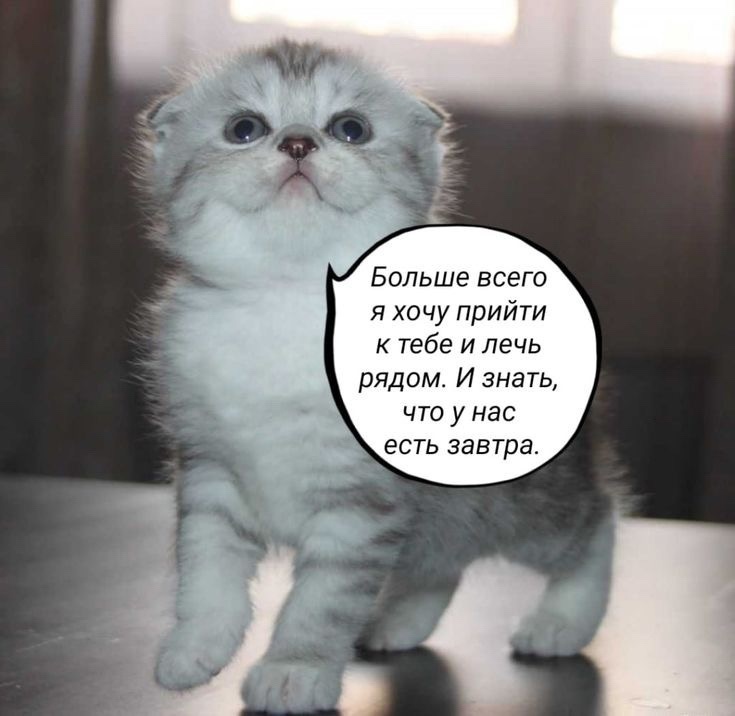 Больше всего
я хочу прийти
к тебе и лечь
рядом. И знать,
что у нас
есть завтра.